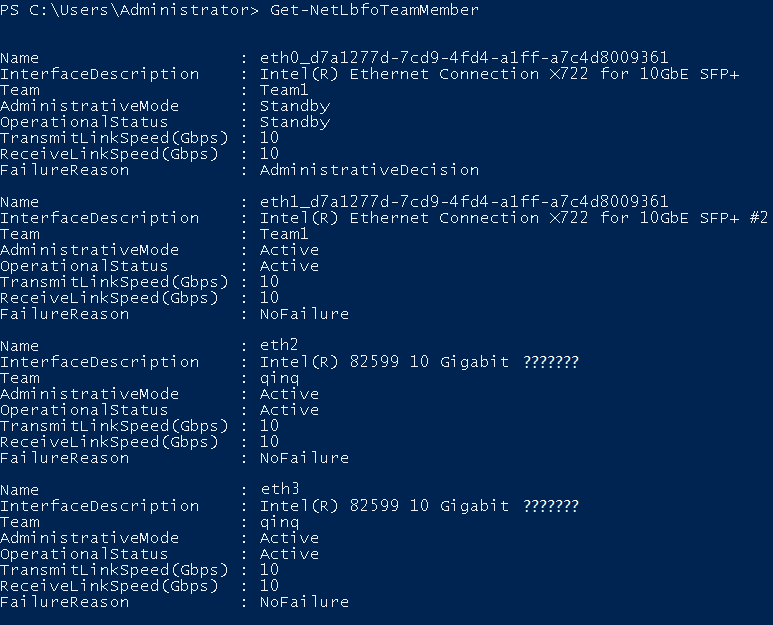 PS C:\Users\Administrator> Get-NetLbfoTeamMember
Name : eth0_d7a1277d-7cd9-4fd4-a1ff-a7c4d8009361
InterfaceDescription : Intel(R) Ethernet Connection X722 for 10GbE SFP+
Team : Team1
AdministrativeMode : Standby
OperationalStatus : Standby
TransmitLinkSpeed(Gbps) : 10
ReceiveLinkSpeed(Gbps) : 10
FailureReason : AdministrativeDecision
Name : eth1_d7a1277d-7cd9-4fd4-a1ff-a7c4d8009361
InterfaceDescription : Intel(R) Ethernet Connection X722 for 10GbE SFP+ #2
Team : Team1
AdministrativeMode : Active
OperationalStatus : Active
TransmitLinkSpeed(Gbps) : 10
ReceiveLinkSpeed(Gbps) : 10
FailureReason : NoFailure
Name : eth2
InterfaceDescription : Intel(R) 82599 10 Gigabit ???????
Team : qinq
AdministrativeMode : Active
OperationalStatus : Active
TransmitLinkSpeed(Gbps) : 10
ReceiveLinkSpeed(Gbps) : 10
FailureReason : NoFailure
Name : eth3
InterfaceDescription : Intel(R) 82599 10 Gigabit ???????
Team : qinq
AdministrativeMode : Active
OperationalStatus : Active
TransmitLinkSpeed(Gbps) : 10
ReceiveLinkSpeed(Gbps) : 10
FailureReason : NoFailure